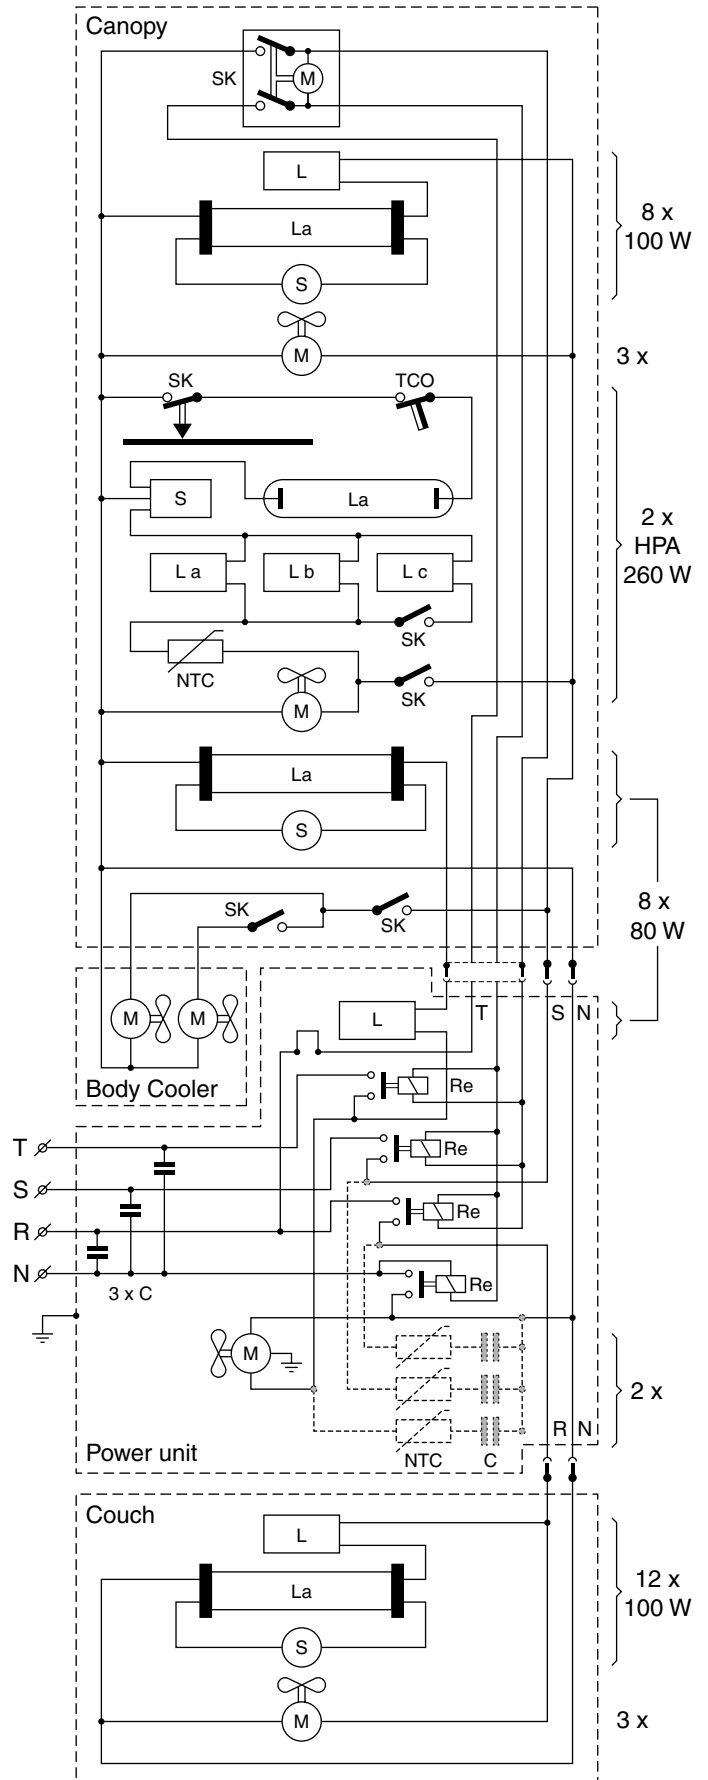 Canopy
SK
M
L
8 x
100 W
La
S
M
3 x
SK
TCO
S
La
2 x
HPA
260 W
L a
L b
L c
SK
NTC
SK
M
La
S
8 x
80 W
SK
SK
M
M
L
T
S
N
Body Cooler
Re
T
Re
S
R
Re
N
3 x C
Re
M
2 x
R
N
Power unit
NTC
C
Couch
L
La
12 x
100 W
S
M
3 x